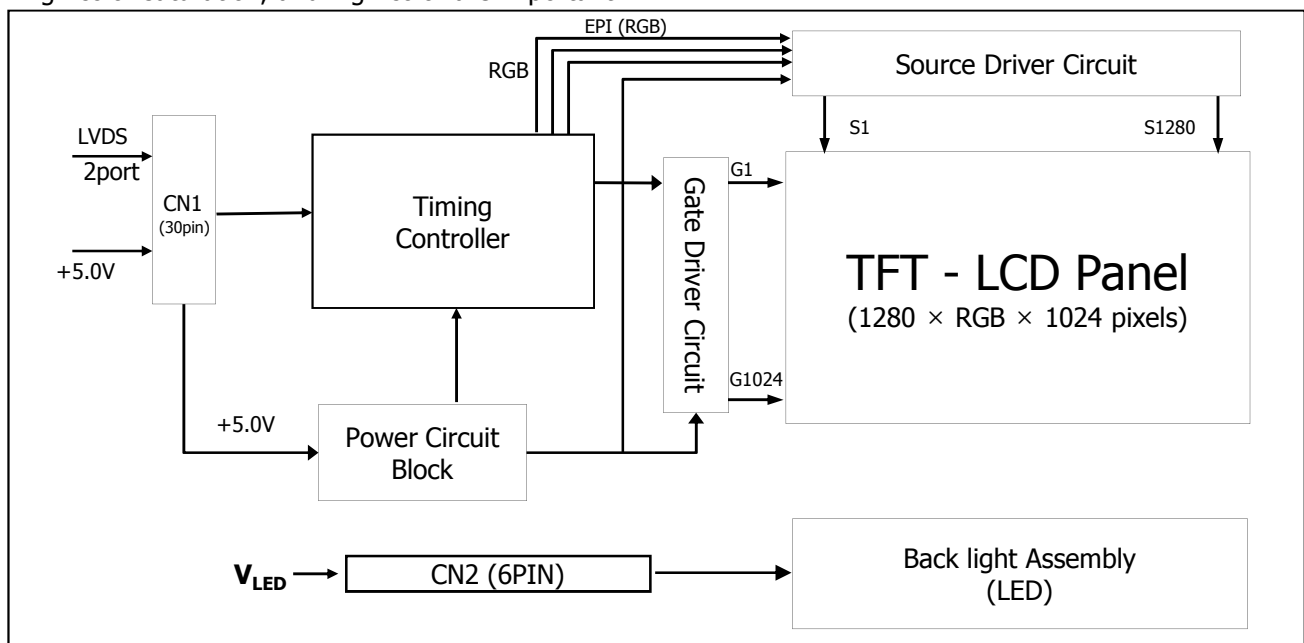 EPI (RGB)
RGB
Source Driver Circuit
S1
S1280
LVDS
2port
CN1
(30pin)
+5.0V
Timing
Controller
Gate Driver Circuit
G1
G1024
TFT - LCD Panel
(1280 × RGB × 1024 pixels)
+5.0V
Power Circuit
Block
VLED
CN2 (6PIN)
Back light Assembly
(LED)